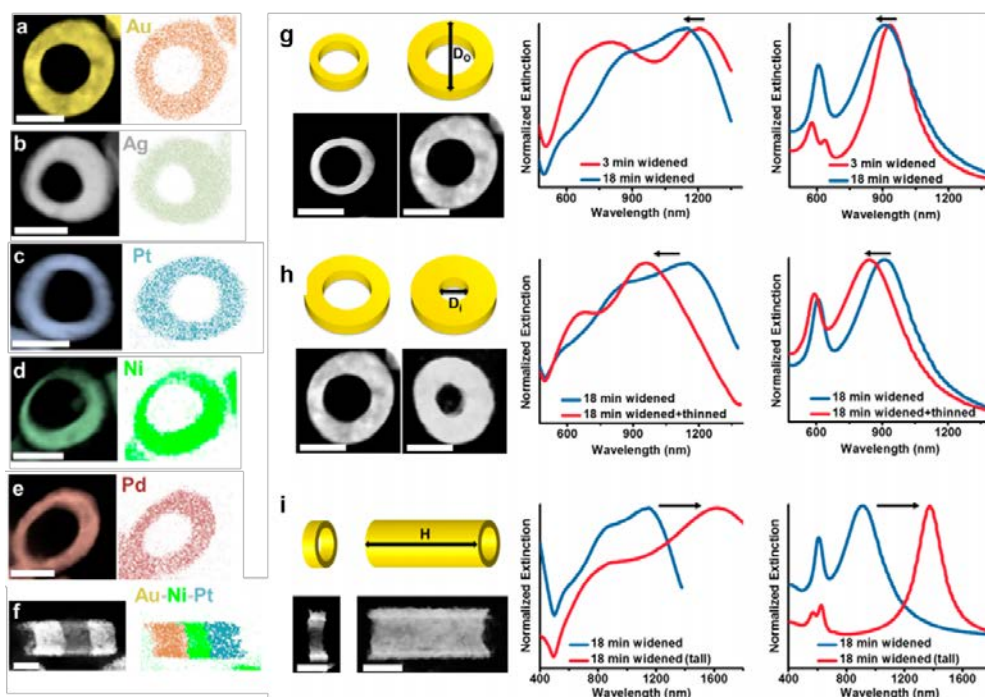 a
Au
b
Ag
c
Pt
d
Ni
e
Pd
f
Au-Ni-Pt
g
D_O
Normalized Extinction
3 min widened
18 min widened
600 900 1200
Wavelength (nm)
Normalized Extinction
3 min widened
18 min widened
600 900 1200
Wavelength (nm)
h
D_i
Normalized Extinction
18 min widened
18 min widened+thinned
600 900 1200
Wavelength (nm)
Normalized Extinction
18 min widened
18 min widened+thinned
600 900 1200
Wavelength (nm)
i
H
Normalized Extinction
18 min widened
18 min widened (tall)
400 800 1200 1600
Wavelength (nm)
Normalized Extinction
18 min widened
18 min widened (tall)
400 800 1200 1600
Wavelength (nm)